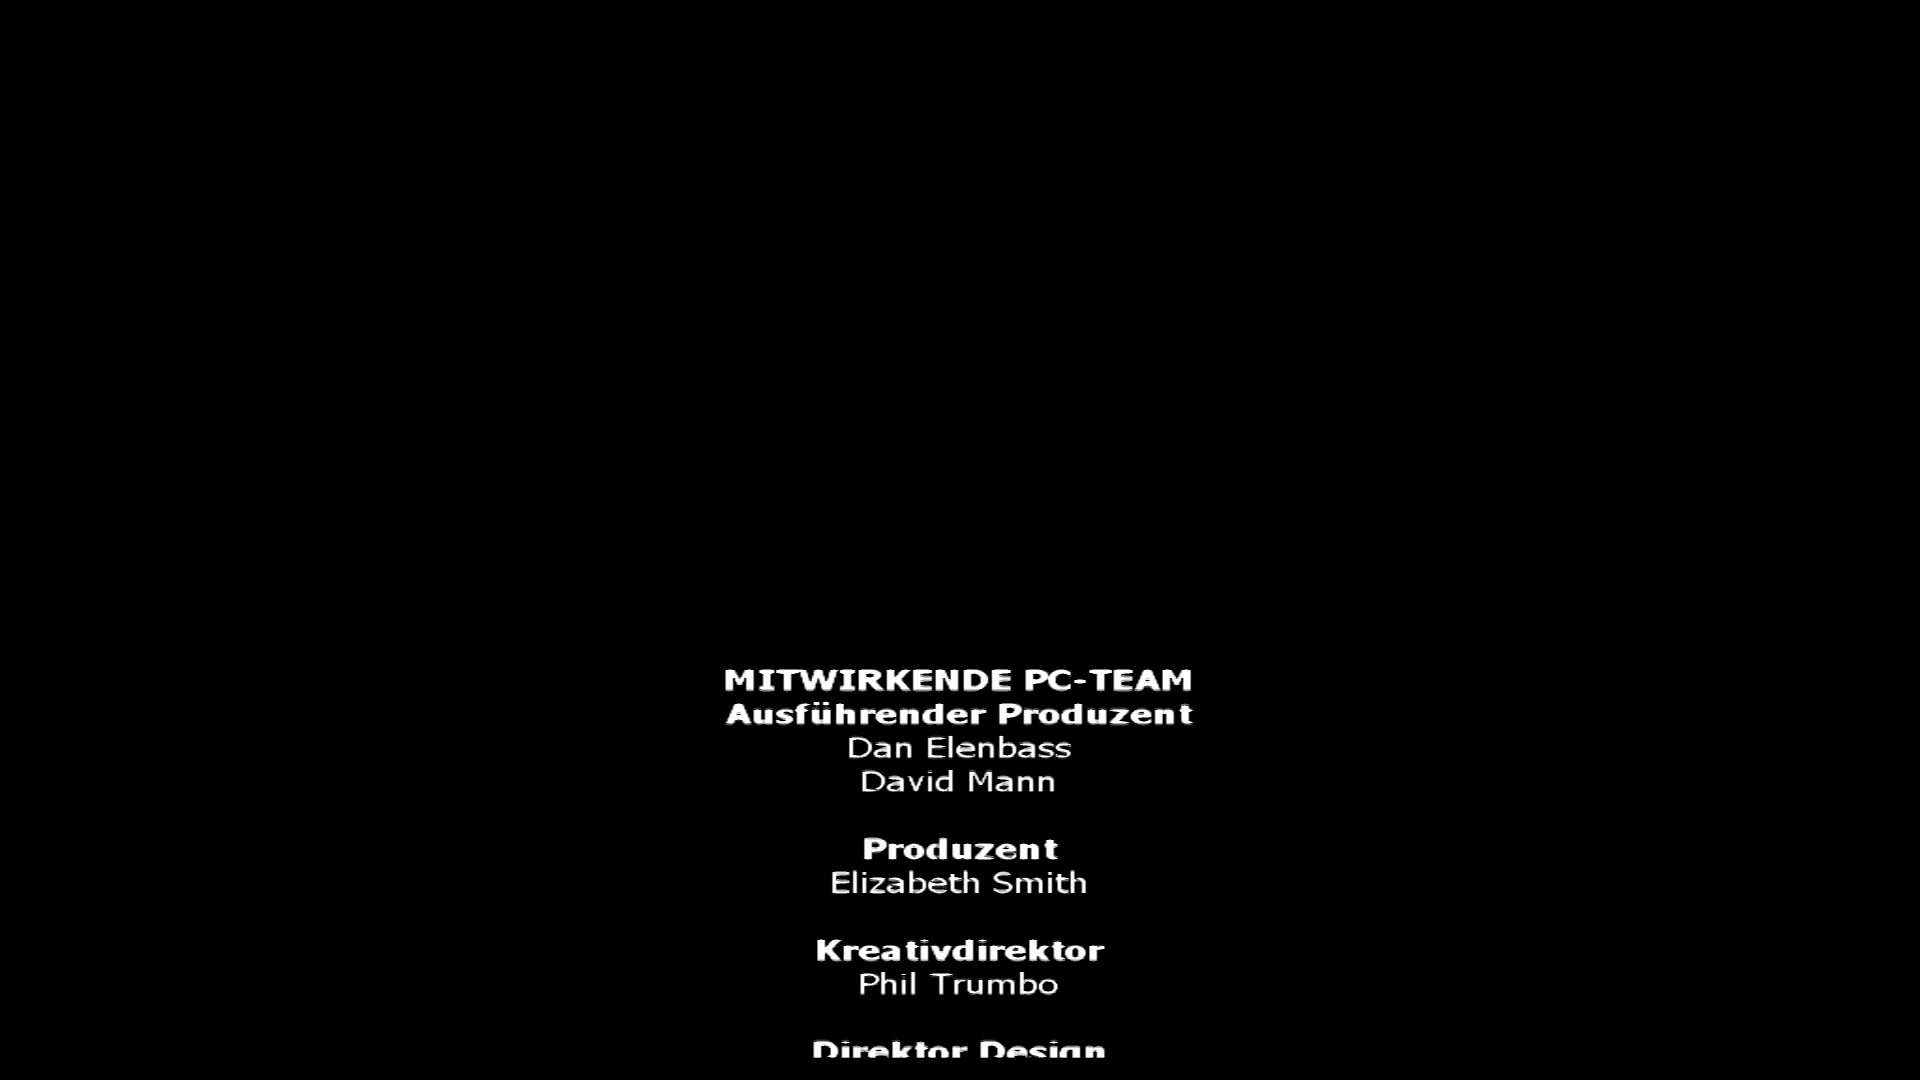 MITWIRKENDE PC-TEAM
Ausführender Produzent
Dan Elenbass
David Mann
Produzent
Elizabeth Smith
Kreativdirektor
Phil Trumbo
Direktor Design